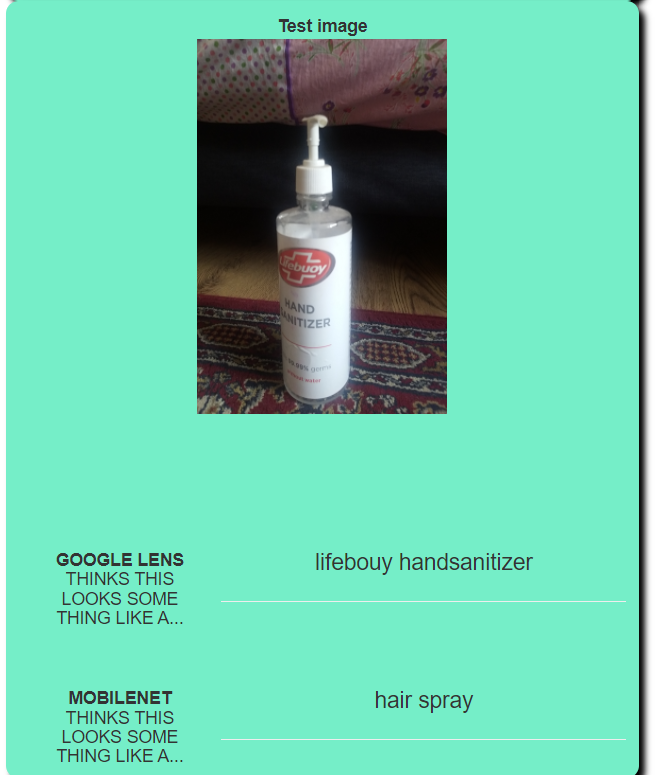 Test image
Lifebuoy
HAND
SANITIZER
99.99% germs
without water
GOOGLE LENS
THINKS THIS
LOOKS SOME
THING LIKE A...
lifebouy handsanitizer
MOBILENET
THINKS THIS
LOOKS SOME
THING LIKE A...
hair spray